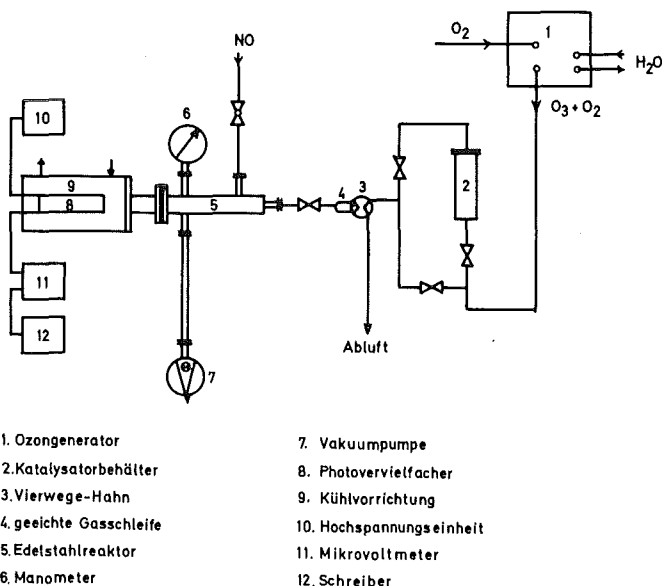 O2
1
H2O
NO
O3 + O2
6
10
9
8
5
4
3
2
11
12
Abluft
7
1. Ozongenerator
2. Katalysatorbehälter
3. Vierwege-Hahn
4. geeichte Gasschleife
5. Edelstahlreaktor
6. Manometer
7. Vakuumpumpe
8. Photovervielfacher
9. Kühlvorrichtung
10. Hochspannungseinheit
11. Mikrovoltmeter
12. Schreiber